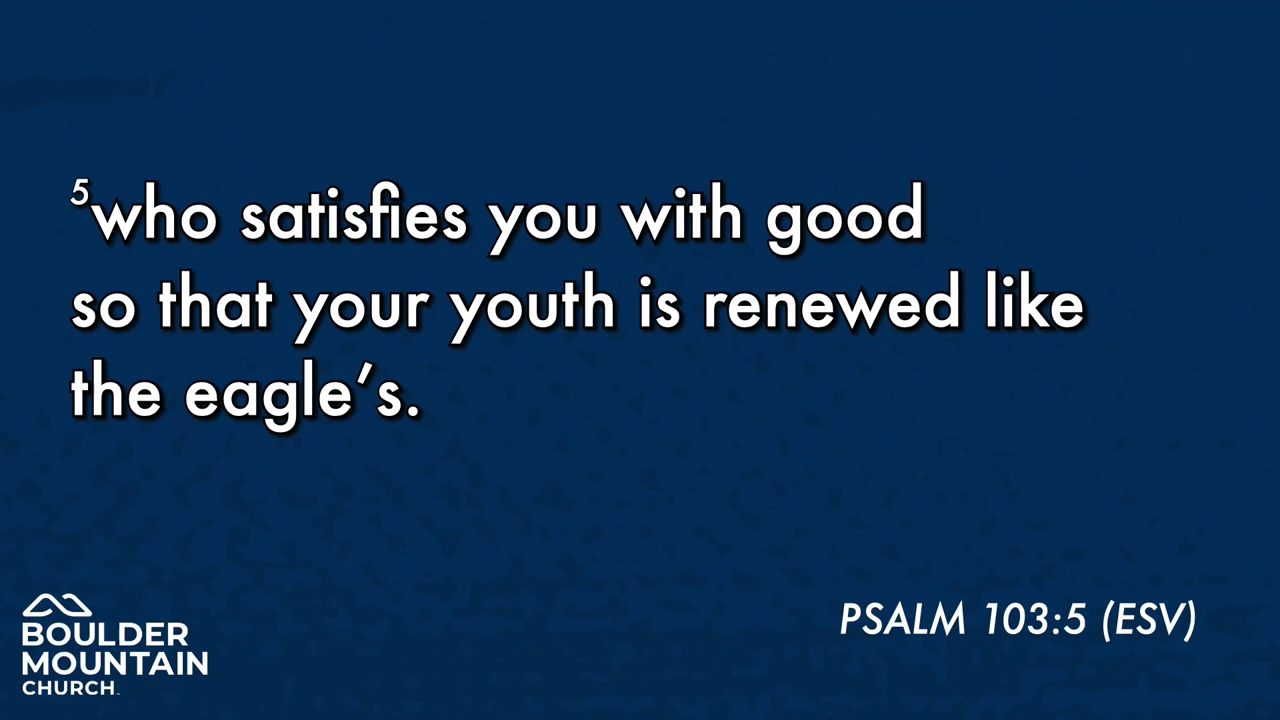 5who satisfies you with good
so that your youth is renewed like
the eagle’s.
PSALM 103:5 (ESV)
BOULDER
MOUNTAIN
CHURCH